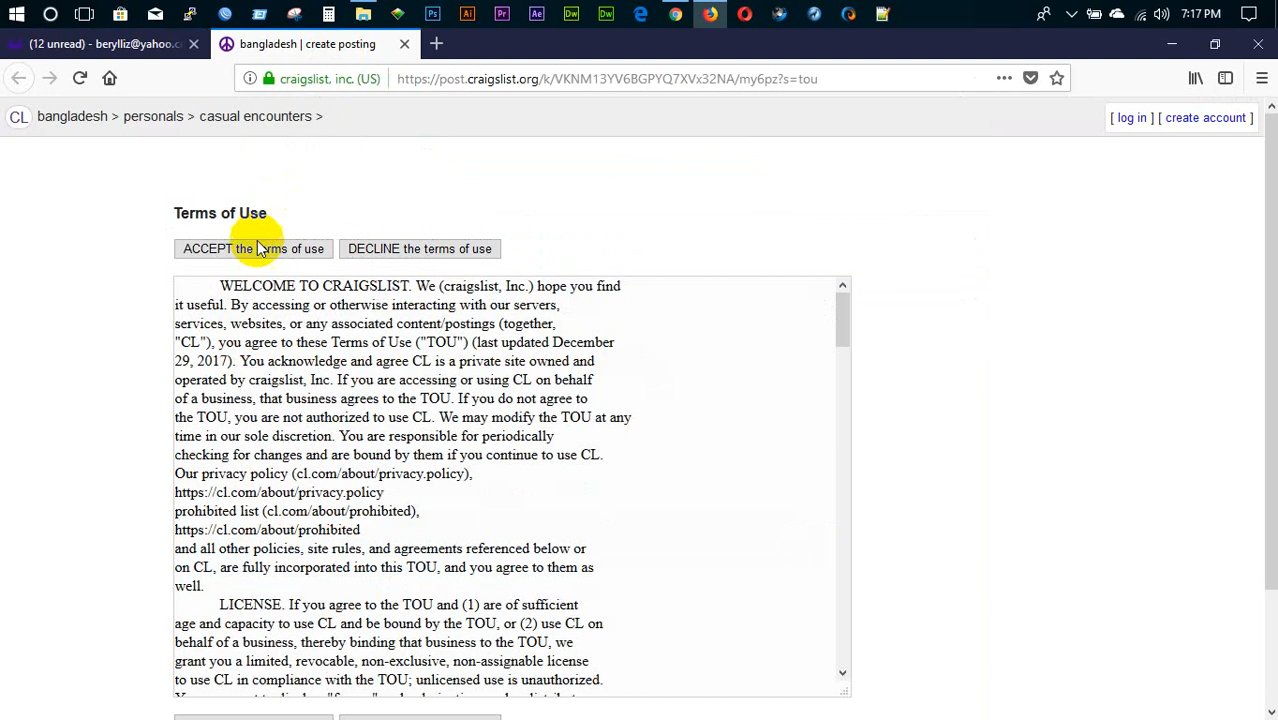 Ps Ai Pr Ae Dw Dw 7:17 PM
(12 unread) - berylliz@yahoo.c
bangladesh | create posting
craigslist, inc. (US) https://post.craigslist.org/k/VKNM13YV6BGPYQ7XVx32NA/my6pz?s=tou
CL bangladesh > personals > casual encounters >
[ log in ] [ create account ]
Terms of Use
ACCEPT the terms of use DECLINE the terms of use
WELCOME TO CRAIGSLIST. We (craigslist, Inc.) hope you find
it useful. By accessing or otherwise interacting with our servers,
services, websites, or any associated content/postings (together,
"CL"), you agree to these Terms of Use ("TOU") (last updated December
29, 2017). You acknowledge and agree CL is a private site owned and
operated by craigslist, Inc. If you are accessing or using CL on behalf
of a business, that business agrees to the TOU. If you do not agree to
the TOU, you are not authorized to use CL. We may modify the TOU at any
time in our sole discretion. You are responsible for periodically
checking for changes and are bound by them if you continue to use CL.
Our privacy policy (cl.com/about/privacy.policy),
https://cl.com/about/privacy.policy
prohibited list (cl.com/about/prohibited),
https://cl.com/about/prohibited
and all other policies, site rules, and agreements referenced below or
on CL, are fully incorporated into this TOU, and you agree to them as
well.
LICENSE. If you agree to the TOU and (1) are of sufficient
age and capacity to use CL and be bound by the TOU, or (2) use CL on
behalf of a business, thereby binding that business to the TOU, we
grant you a limited, revocable, non-exclusive, non-assignable license
to use CL in compliance with the TOU; unlicensed use is unauthorized.